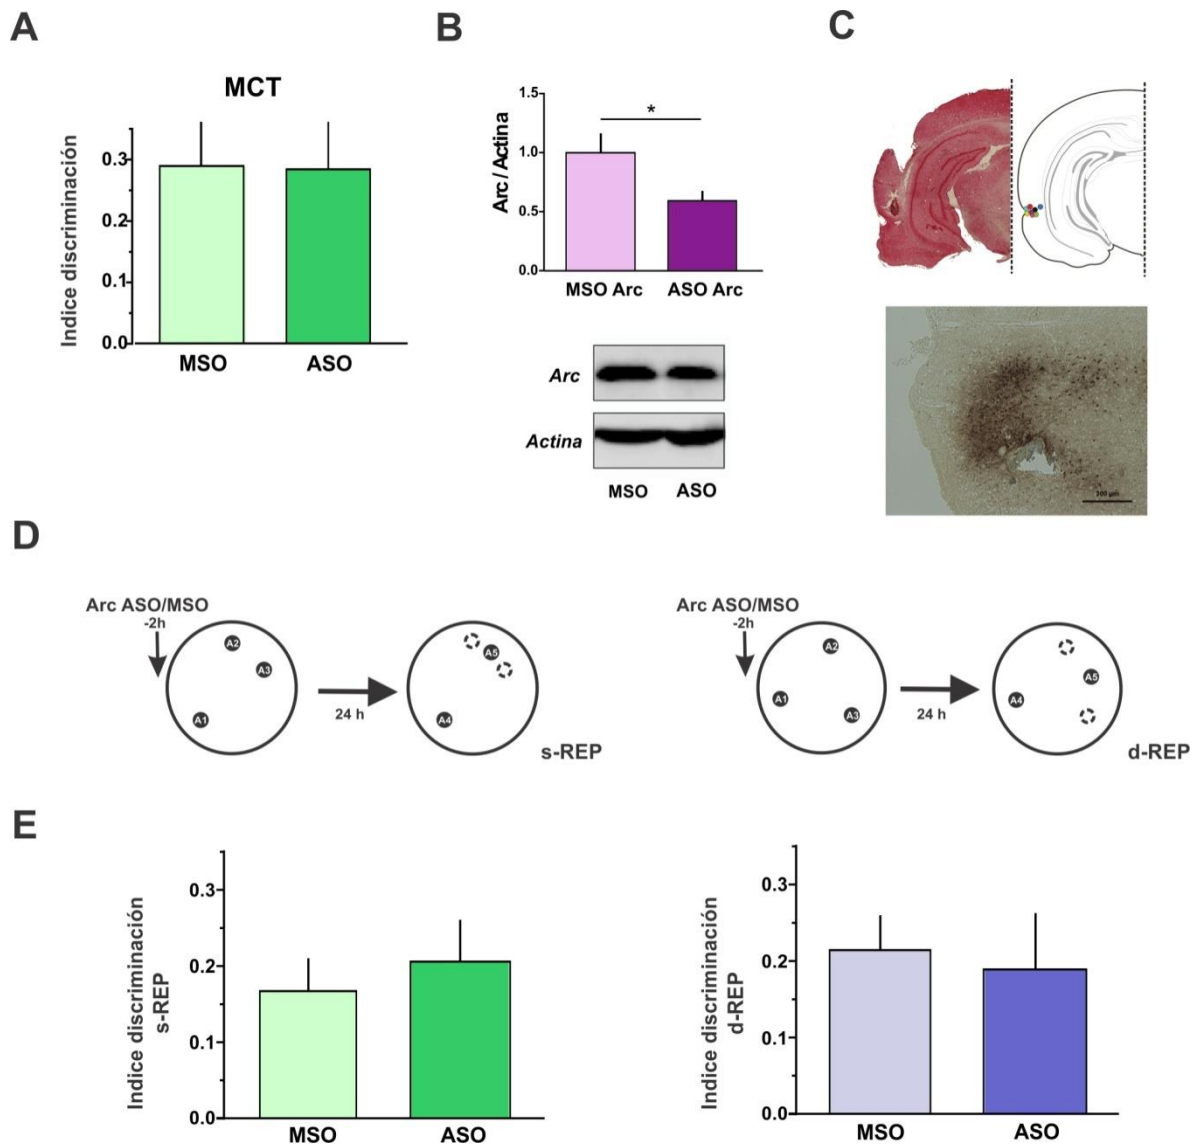 A
MCT
Indice discriminación
0.3
0.2
0.1
0.0
MSO
ASO
B
Arc / Actina
1.5
1.0
0.5
0.0
*
MSO Arc
ASO Arc
Arc
Actina
MSO
ASO
C
D
Arc ASO/MSO
-2h
A2
A3
A1
24 h
A5
A4
s-REP
Arc ASO/MSO
-2h
A2
A1
A3
24 h
A5
A4
d-REP
E
Indice discriminación
s-REP
0.3
0.2
0.1
0.0
MSO
ASO
Indice discriminación
d-REP
0.3
0.2
0.1
0.0
MSO
ASO